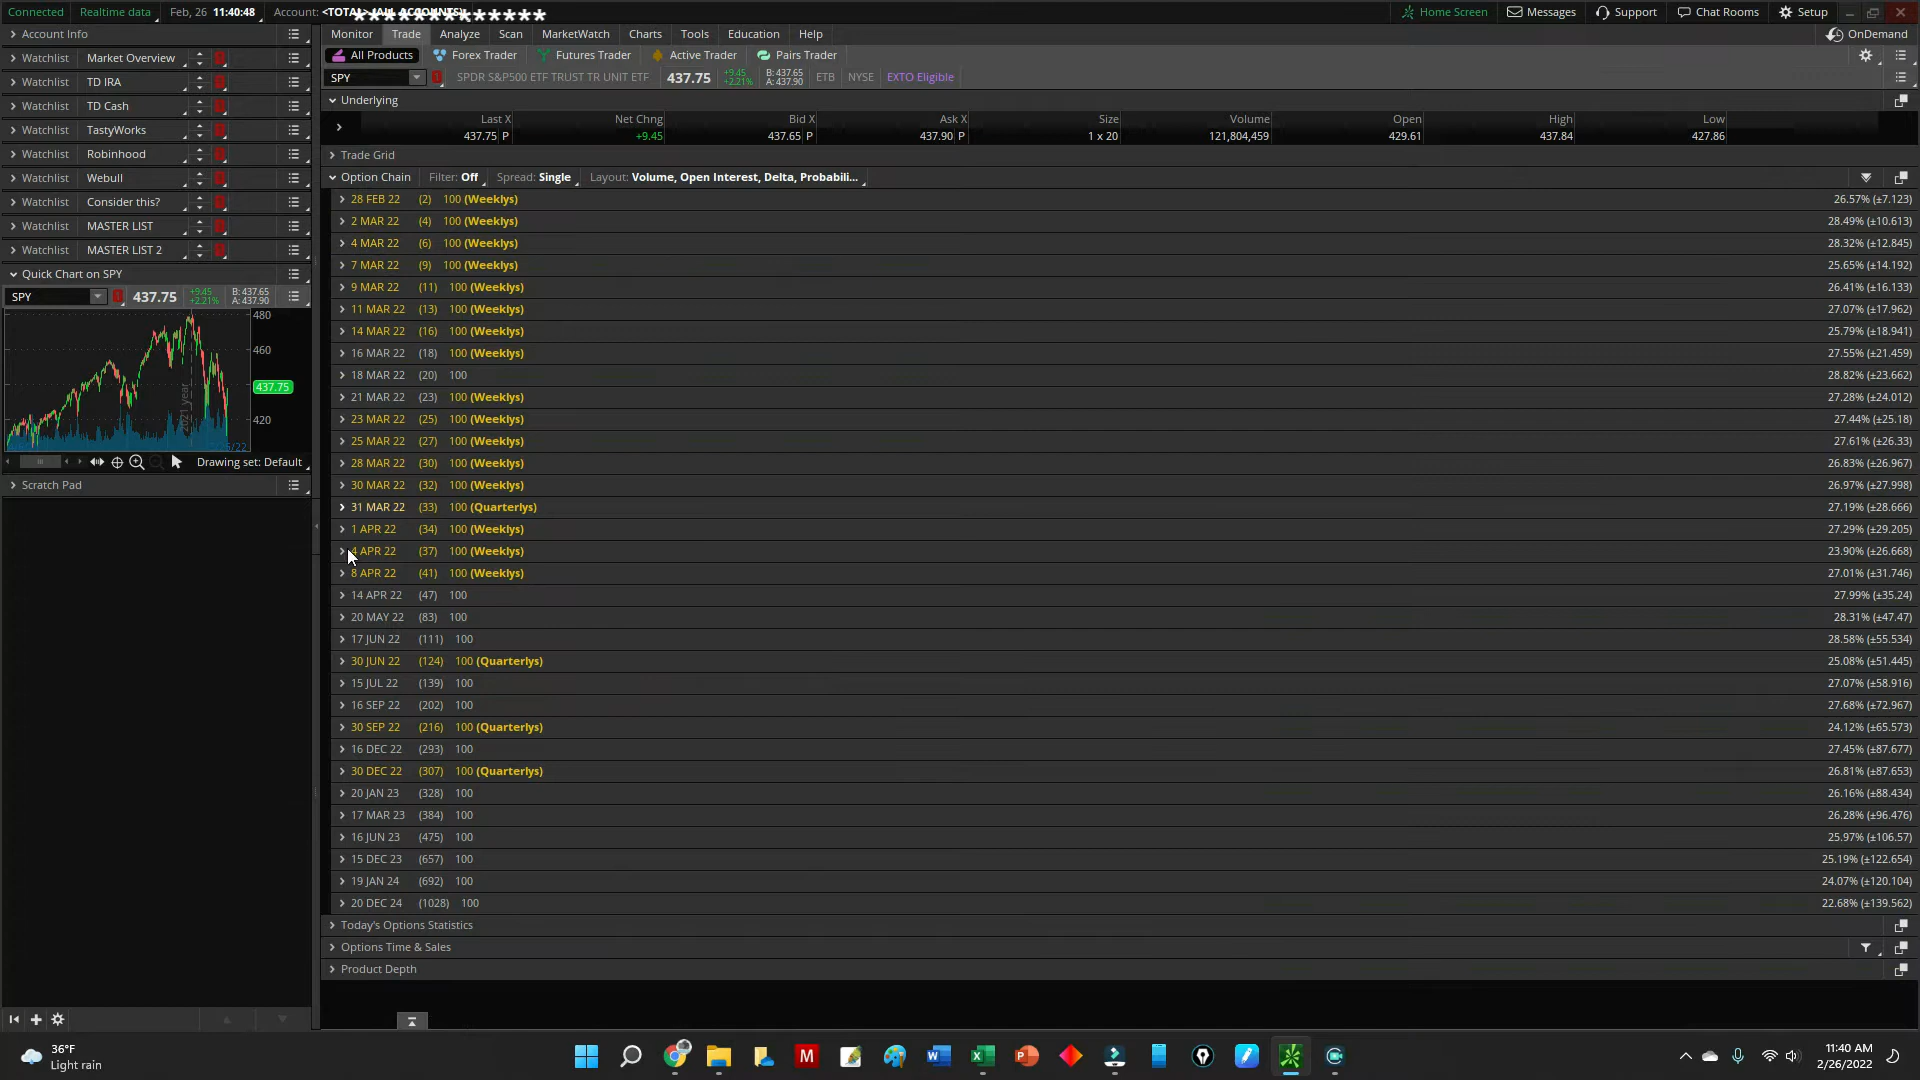 Connected Realtime data Feb, 26 11:40:48 Account: <TOTAL> (ALL ACCOUNTS) ************* Home Screen Messages Support Chat Rooms Setup
Account Info
Watchlist Market Overview
Watchlist TD IRA
Watchlist TD Cash
Watchlist TastyWorks
Watchlist Robinhood
Watchlist Webull
Watchlist Consider this?
Watchlist MASTER LIST
Watchlist MASTER LIST 2
Quick Chart on SPY
SPY 437.75 +9.45 +2.21% B: 437.65 A: 437.90
480
460
437.75
420
2021 year
Drawing set: Default
Scratch Pad
Monitor Trade Analyze Scan MarketWatch Charts Tools Education Help OnDemand
All Products Forex Trader Futures Trader Active Trader Pairs Trader
SPY SPDR S&P500 ETF TRUST TR UNIT ETF 437.75 +9.45 +2.21% B: 437.65 A: 437.90 ETB NYSE EXTO Eligible
Underlying
Last X Net Chng Bid X Ask X Size Volume Open High Low
437.75 P +9.45 437.65 P 437.90 P 1 x 20 121,804,459 429.61 437.84 427.86
Trade Grid
Option Chain Filter: Off Spread: Single Layout: Volume, Open Interest, Delta, Probabili...
28 FEB 22 (2) 100 (Weeklys) 26.57% (±7.123)
2 MAR 22 (4) 100 (Weeklys) 28.49% (±10.613)
4 MAR 22 (6) 100 (Weeklys) 28.32% (±12.845)
7 MAR 22 (9) 100 (Weeklys) 25.65% (±14.192)
9 MAR 22 (11) 100 (Weeklys) 26.41% (±16.133)
11 MAR 22 (13) 100 (Weeklys) 27.07% (±17.962)
14 MAR 22 (16) 100 (Weeklys) 25.79% (±18.941)
16 MAR 22 (18) 100 (Weeklys) 27.55% (±21.459)
18 MAR 22 (20) 100 28.82% (±23.662)
21 MAR 22 (23) 100 (Weeklys) 27.28% (±24.012)
23 MAR 22 (25) 100 (Weeklys) 27.44% (±25.18)
25 MAR 22 (27) 100 (Weeklys) 27.61% (±26.33)
28 MAR 22 (30) 100 (Weeklys) 26.83% (±26.967)
30 MAR 22 (32) 100 (Weeklys) 26.97% (±27.998)
31 MAR 22 (33) 100 (Quarterlys) 27.19% (±28.666)
1 APR 22 (34) 100 (Weeklys) 27.29% (±29.205)
4 APR 22 (37) 100 (Weeklys) 23.90% (±26.668)
8 APR 22 (41) 100 (Weeklys) 27.01% (±31.746)
14 APR 22 (47) 100 27.99% (±35.24)
20 MAY 22 (83) 100 28.31% (±47.47)
17 JUN 22 (111) 100 28.58% (±55.534)
30 JUN 22 (124) 100 (Quarterlys) 25.08% (±51.445)
15 JUL 22 (139) 100 27.07% (±58.916)
16 SEP 22 (202) 100 27.68% (±72.967)
30 SEP 22 (216) 100 (Quarterlys) 24.12% (±65.573)
16 DEC 22 (293) 100 27.45% (±87.677)
30 DEC 22 (307) 100 (Quarterlys) 26.81% (±87.653)
20 JAN 23 (328) 100 26.16% (±88.434)
17 MAR 23 (384) 100 26.28% (±96.476)
16 JUN 23 (475) 100 25.97% (±106.57)
15 DEC 23 (657) 100 25.19% (±122.654)
19 JAN 24 (692) 100 24.07% (±120.104)
20 DEC 24 (1028) 100 22.68% (±139.562)
Today's Options Statistics
Options Time & Sales
Product Depth
36°F
Light rain
11:40 AM
2/26/2022